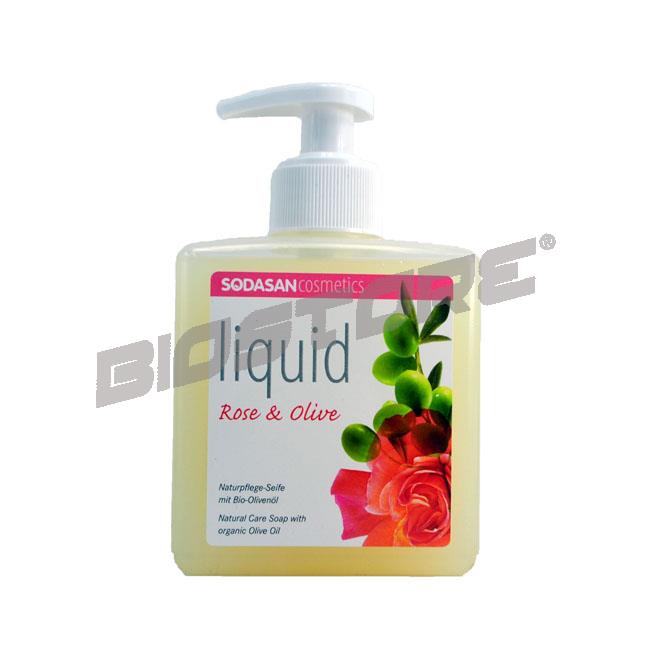 SODASANcosmetics
liquid
Rose & Olive
Naturpflege-Seife
mit Bio-Olivenöl
Natural Care Soap with
organic Olive Oil
BIOSTORE®